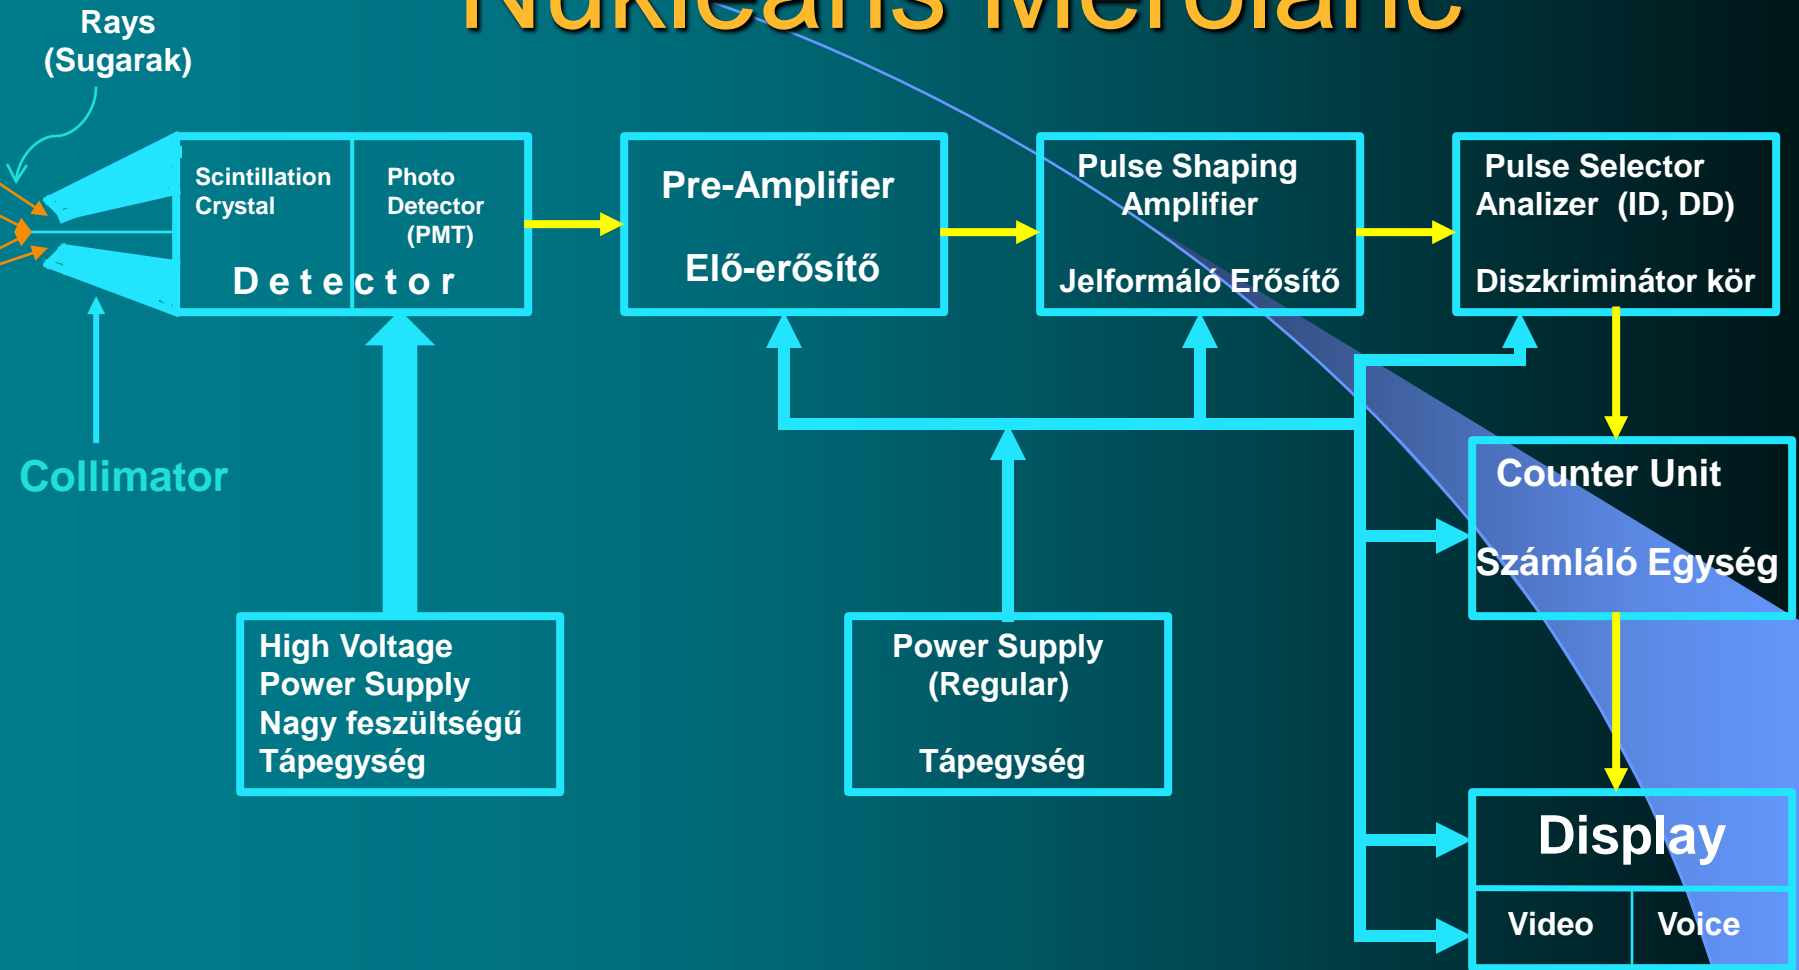 Nukleáris Mérőlánc
Rays
(Sugarak)
Scintillation
Crystal
Photo
Detector
(PMT)
Detector
Pre-Amplifier
Elő-erősítő
Pulse Shaping
Amplifier
Jelformáló Erősítő
Pulse Selector
Analizer (ID, DD)
Diszkriminátor kör
Collimator
Counter Unit
Számláló Egység
High Voltage
Power Supply
Nagy feszültségű
Tápegység
Power Supply
(Regular)
Tápegység
Display
Video
Voice